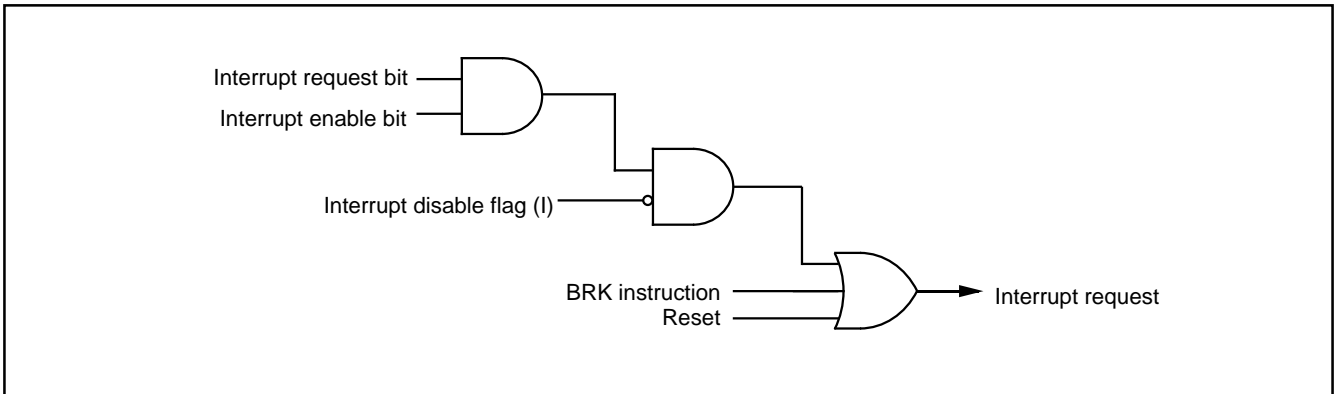 Interrupt request bit
Interrupt enable bit
Interrupt disable flag (I)
BRK instruction
Reset
Interrupt request